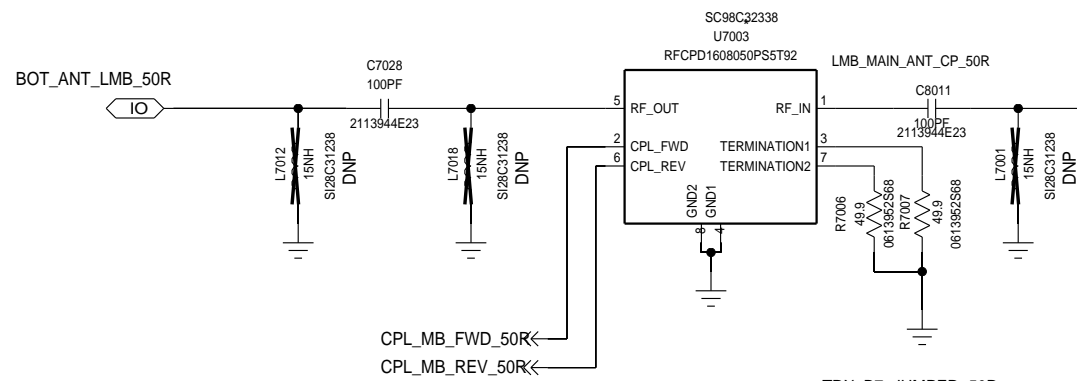 SC98C32338
U7003
RFCPD1608050PS5T92
LMB_MAIN_ANT_CP_50R
BOT_ANT_LMB_50R
IO
C7028
100PF
2113944E23
C8011
100PF
2113944E23
5
RF_OUT
RF_IN
1
2
CPL_FWD
TERMINATION1
3
6
CPL_REV
TERMINATION2
7
GND2
GND1
8
4
L7012
15NH
SI28C31238
DNP
L7018
15NH
SI28C31238
DNP
R7006
49.9
0613952S68
R7007
49.9
0613952S68
L7001
15NH
SI28C31238
DNP
CPL_MB_FWD_50R
CPL_MB_REV_50R